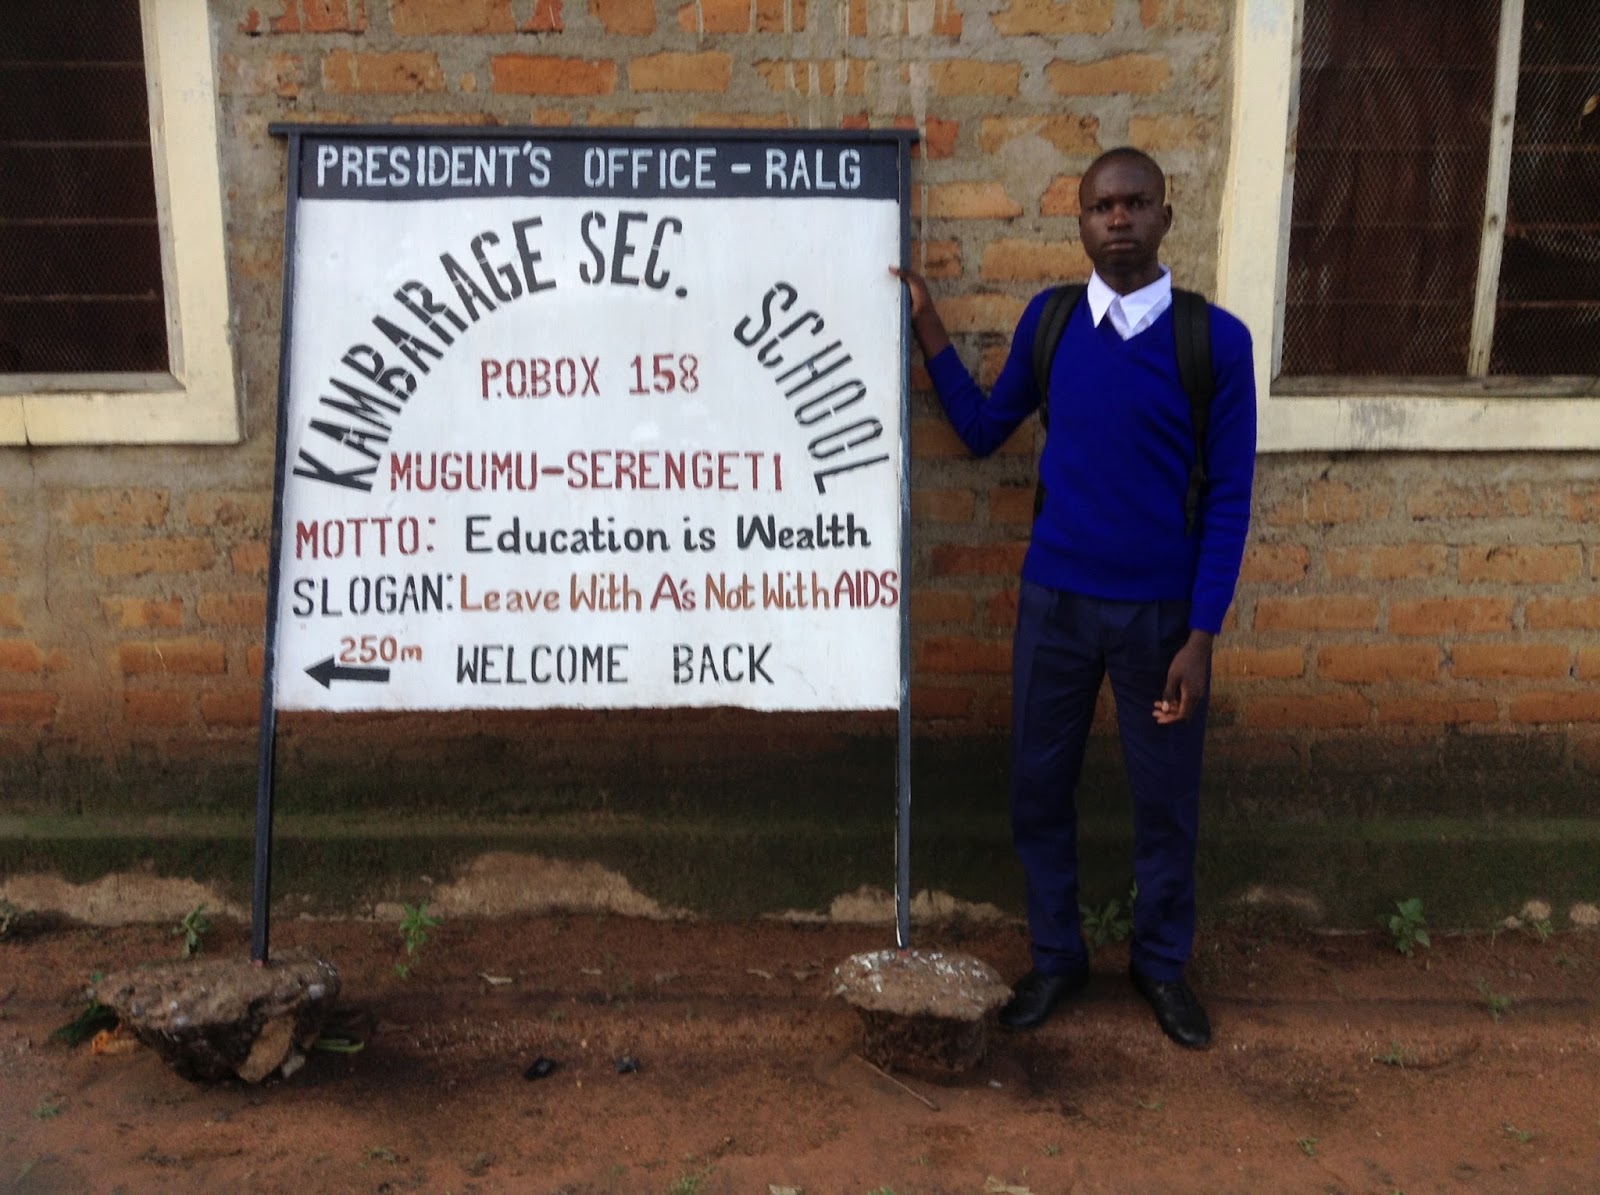 PRESIDENT'S OFFICE - RALG
KAMBARAGE SEC. SCHOOL
P.O.BOX 158
MUGUMU-SERENGETI
MOTTO: Education is Wealth
SLOGAN: Leave With A's Not With AIDS
250m
WELCOME BACK